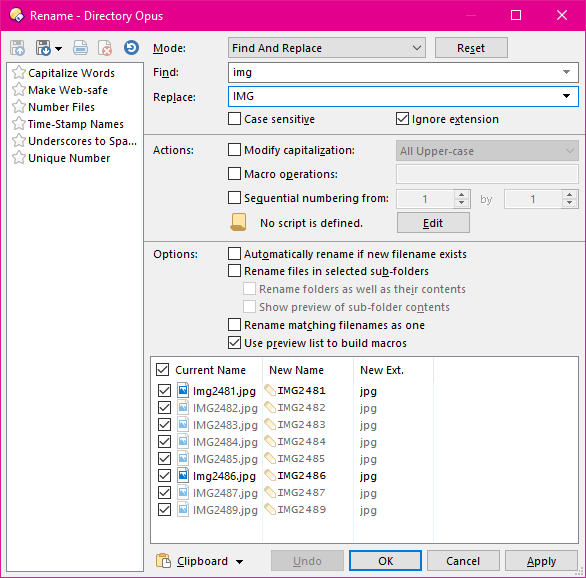 Rename - Directory Opus
Mode: Find And Replace Reset
Find: img
Replace: IMG
Case sensitive Ignore extension
Capitalize Words
Make Web-safe
Number Files
Time-Stamp Names
Underscores to Spa...
Unique Number
Actions: Modify capitalization: All Upper-case
Macro operations:
Sequential numbering from: 1 by 1
No script is defined. Edit
Options: Automatically rename if new filename exists
Rename files in selected sub-folders
Rename folders as well as their contents
Show preview of sub-folder contents
Rename matching filenames as one
Use preview list to build macros
Current Name New Name New Ext.
Img2481.jpg IMG2481 jpg
IMG2482.jpg IMG2482 jpg
IMG2483.jpg IMG2483 jpg
IMG2484.jpg IMG2484 jpg
IMG2485.jpg IMG2485 jpg
Img2486.jpg IMG2486 jpg
IMG2487.jpg IMG2487 jpg
IMG2489.jpg IMG2489 jpg
Clipboard Undo OK Cancel Apply